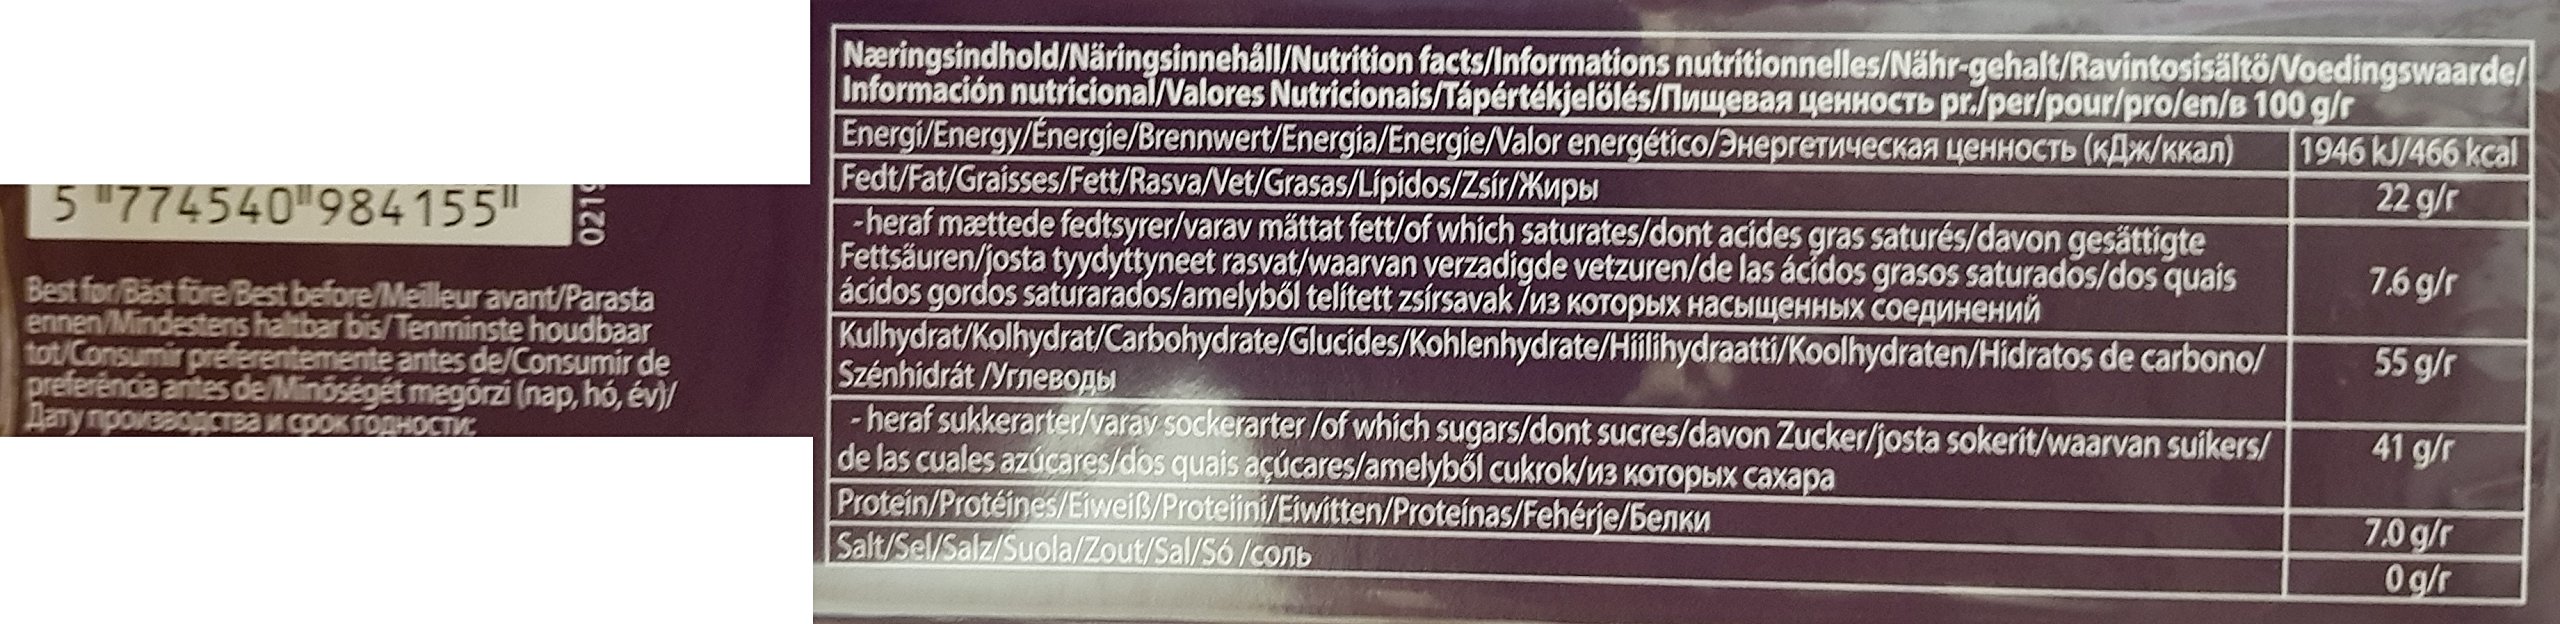 5 774540 984155
021
Best før/Bäst före/Best before/Meilleur avant/Parasta
ennen/Mindestens haltbar bis/Tenminste houdbaar
tot/Consumir preferentemente antes de/Consumir de
preferência antes de/Minőségét megőrzi (nap, hó, év)/
Дату производства и срок годности:
Næringsindhold/Näringsinnehåll/Nutrition facts/Informations nutritionnelles/Nähr-gehalt/Ravintosisältö/Voedingswaarde/
Información nutricional/Valores Nutricionais/Tápértékjelölés/Пищевая ценность pr./per/pour/pro/en/в 100 g/г
Energi/Energy/Énergie/Brennwert/Energia/Energie/Valor energético/Энергетическая ценность (кДж/ккал) 1946 kJ/466 kcal
Fedt/Fat/Graisses/Fett/Rasva/Vet/Grasas/Lípidos/Zsír/Жиры 22 g/г
-heraf mættede fedtsyrer/varav mättat fett/of which saturates/dont acides gras saturés/davon gesättigte
Fettsäuren/josta tyydyttyneet rasvat/waarvan verzadigde vetzuren/de las ácidos grasos saturados/dos quais 7.6 g/г
ácidos gordos saturarados/amelyből telített zsírsavak /из которых насыщенных соединений
Kulhydrat/Kolhydrat/Carbohydrate/Glucides/Kohlenhydrate/Hiilihydraatti/Koolhydraten/Hidratos de carbono/ 55 g/г
Szénhidrát /Углеводы
- heraf sukkerarter/varav sockerarter /of which sugars/dont sucres/davon Zucker/josta sokerit/waarvan suikers/ 41 g/г
de las cuales azúcares/dos quais açúcares/amelyből cukrok/из которых сахара
Protein/Protéines/Eiweiß/Proteiini/Eiwitten/Proteínas/Fehérje/Белки 7.0 g/г
Salt/Sel/Salz/Suola/Zout/Sal/Só /соль 0 g/г